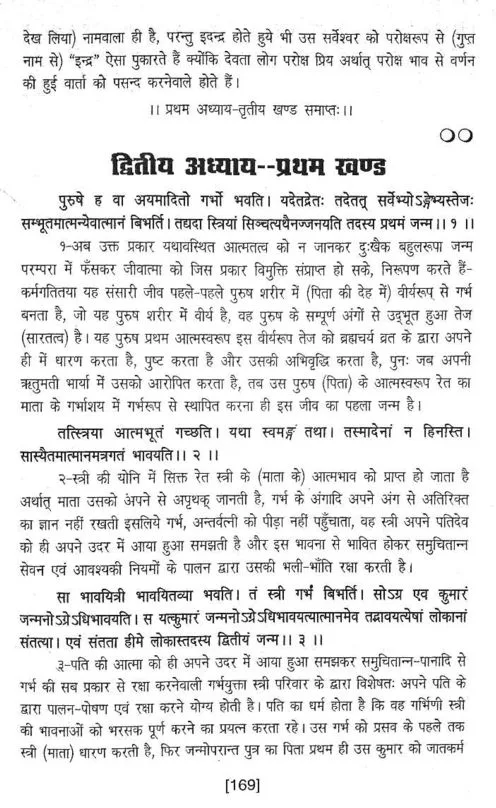 देख लिया) नामवाला ही है, परन्तु इदन्द्र होते हुये भी उस सर्वेश्वर को परोक्षरूप से (गुप्त
नाम से) “इन्द्र” ऐसा पुकारते हैं क्योंकि देवता लोग परोक्ष प्रिय अर्थात् परोक्ष भाव से वर्णन
की हुई वार्ता को पसन्द करनेवाले होते हैं।
।। प्रथम अध्याय-तृतीय खण्ड समाप्तः।।
द्वितीय अध्याय--प्रथम खण्ड
पुरुषे ह वा अयमादितो गर्भो भवति। यदेतद्रेतः तदेतत् सर्वेभ्योऽङ्गेभ्यस्तेजः
सम्भूतमात्मन्येवात्मानं बिभर्ति। तद्यदा स्त्रियां सिञ्चत्यथैनज्जनयति तदस्य प्रथमं जन्म।। १ ।।
१-अब उक्त प्रकार यथावस्थित आत्मतत्व को न जानकर दुःखैक बहुलरूपा जन्म
परम्परा में फँसकर जीवात्मा को जिस प्रकार विमुक्ति संप्राप्त हो सके, निरूपण करते हैं-
कर्मगतितया यह संसारी जीव पहले-पहले पुरुष शरीर में (पिता की देह में) वीर्यरूप से गर्भ
बनता है, जो यह पुरुष शरीर में वीर्य है, वह पुरुष के सम्पूर्ण अंगों से उद्भूत हुआ तेज
(सारतत्व) है। यह पुरुष प्रथम आत्मस्वरूप इस वीर्यरूप तेज को ब्रह्मचर्य व्रत के द्वारा अपने
ही में धारण करता है, पुष्ट करता है और उसकी अभिवृद्धि करता है, पुनः जब अपनी
ऋतुमती भार्या में उसको आरोपित करता है, तब उस पुरुष (पिता) के आत्मस्वरूप रेत का
माता के गर्भाशय में गर्भरूप से स्थापित करना ही इस जीव का पहला जन्म है।
तत्स्त्रिया आत्मभूतं गच्छति। यथा स्वमङ्गं तथा। तस्मादेनां न हिनस्ति।
सास्यैतमात्मानमत्रगतं भावयति।। २ ।।
२-स्त्री की योनि में सिक्त रेत स्त्री के (माता के) आत्मभाव को प्राप्त हो जाता है
अर्थात् माता उसको अपने से अपृथक् जानती है, गर्भ के अंगादि अपने अंग से अतिरिक्त
का ज्ञान नहीं रखती इसलिये गर्भ, अन्तर्वत्नी को पीड़ा नहीं पहुँचाता, वह स्त्री अपने पतिदेव
को ही अपने उदर में आया हुआ समझती है और इस भावना से भावित होकर समुचितान्न
सेवन एवं आवश्यकी नियमों के पालन द्वारा उसकी भली-भाँति रक्षा करती है।
सा भावयित्री भावयितव्या भवति। तं स्त्री गर्भं बिभर्ति। सोऽग्र एव कुमारं
जन्मनोऽग्रेऽधिभावयति। स यत्कुमारं जन्मनोऽग्रेऽधिभावयत्यात्मानमेव तद्भावयत्येषां लोकानां
संतत्या। एवं संतता हीमे लोकास्तदस्य द्वितीयं जन्म।। ३ ।।
३-पति की आत्मा को ही अपने उदर में आया हुआ समझकर समुचितान्न-पानादि से
गर्भ की सब प्रकार से रक्षा करनेवाली गर्भयुक्ता स्त्री परिवार के द्वारा विशेषतः अपने पति के
द्वारा पालन-पोषण एवं रक्षा करने योग्य होती है। पति का धर्म होता है कि वह गर्भिणी स्त्री
की भावनाओं को भरसक पूर्ण करने का प्रयत्न करता रहे। उस गर्भ को प्रसव के पहले तक
स्त्री (माता) धारण करती है, फिर जन्मोपरान्त पुत्र का पिता प्रथम ही उस कुमार को जातकर्म
[169]